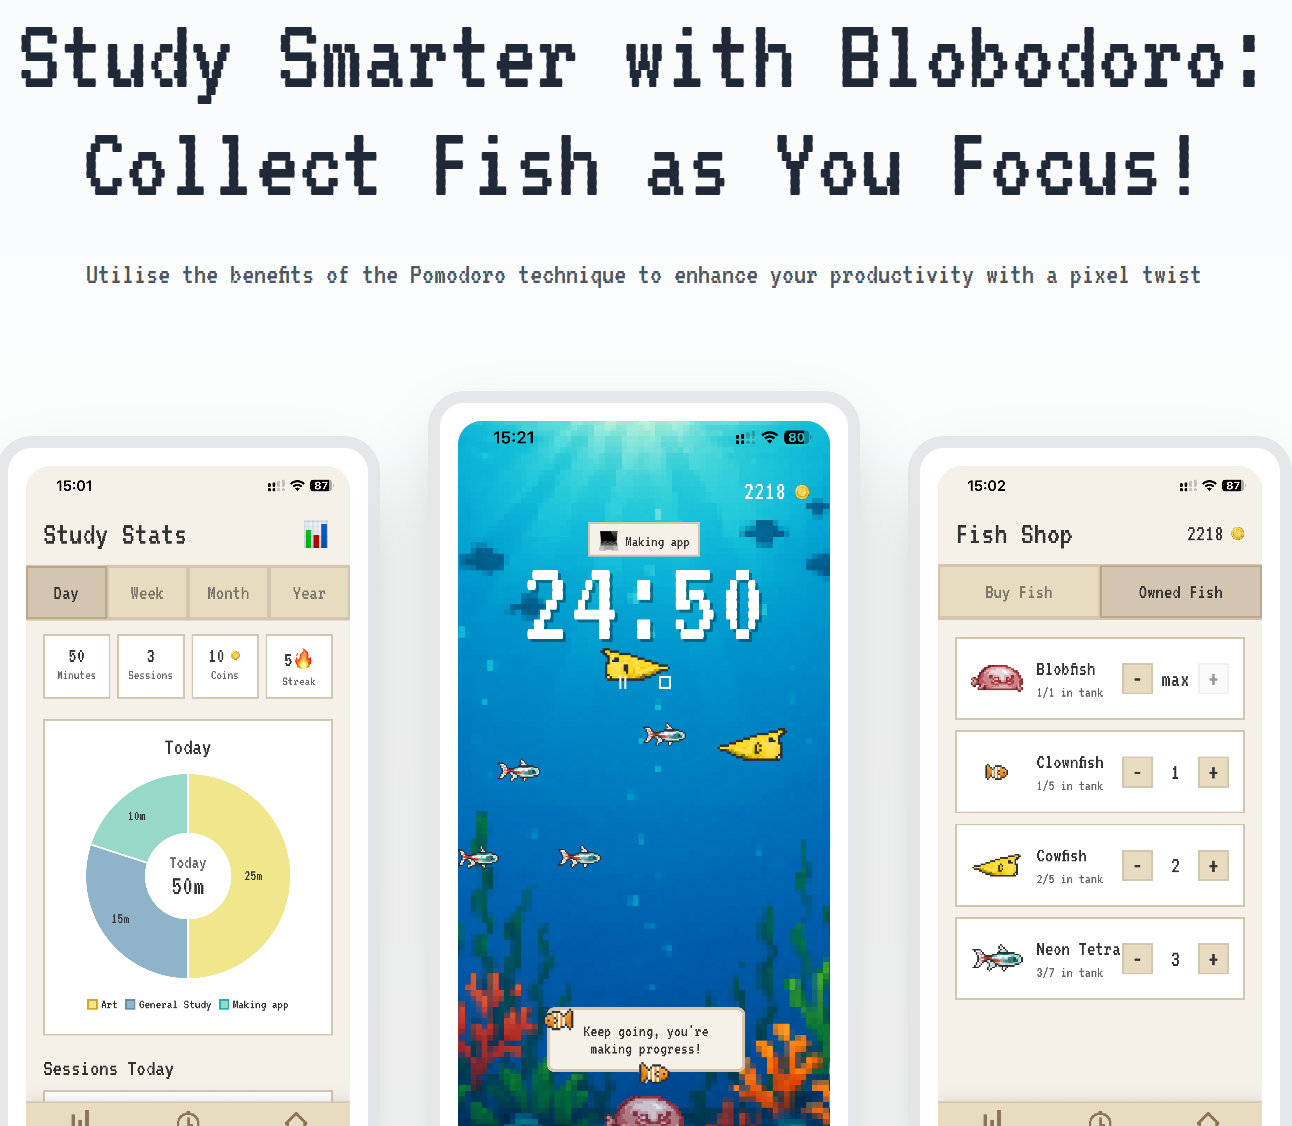 Study Smarter with Blobodoro:
Collect Fish as You Focus!
Utilise the benefits of the Pomodoro technique to enhance your productivity with a pixel twist
15:01
87
Study Stats
Day
Week
Month
Year
50
Minutes
3
Sessions
10
Coins
5
Streak
Today
10m
25m
15m
Today
50m
Art
General Study
Making app
Sessions Today
15:21
80
2218
Making app
24:50
Keep going, you're
making progress!
15:02
87
Fish Shop
2218
Buy Fish
Owned Fish
Blobfish
1/1 in tank
- max +
Clownfish
1/5 in tank
- 1 +
Cowfish
2/5 in tank
- 2 +
Neon Tetra
3/7 in tank
- 3 +